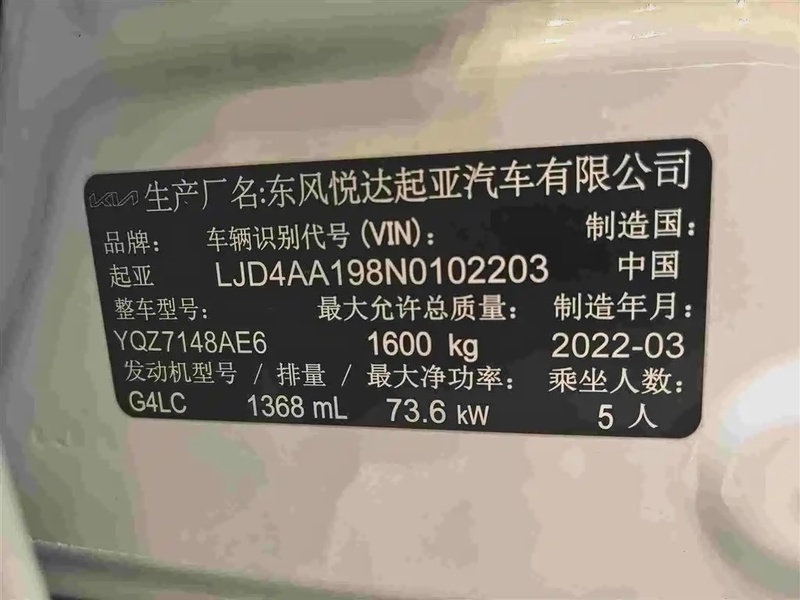 KIA 生产厂名:东风悦达起亚汽车有限公司
品牌: 车辆识别代号 (VIN): 制造国:
起亚 LJD4AA198N0102203 中国
整车型号: 最大允许总质量: 制造年月:
YQZ7148AE6 1600 kg 2022-03
发动机型号 / 排量 / 最大净功率: 乘坐人数:
G4LC 1368 mL 73.6 kW 5 人